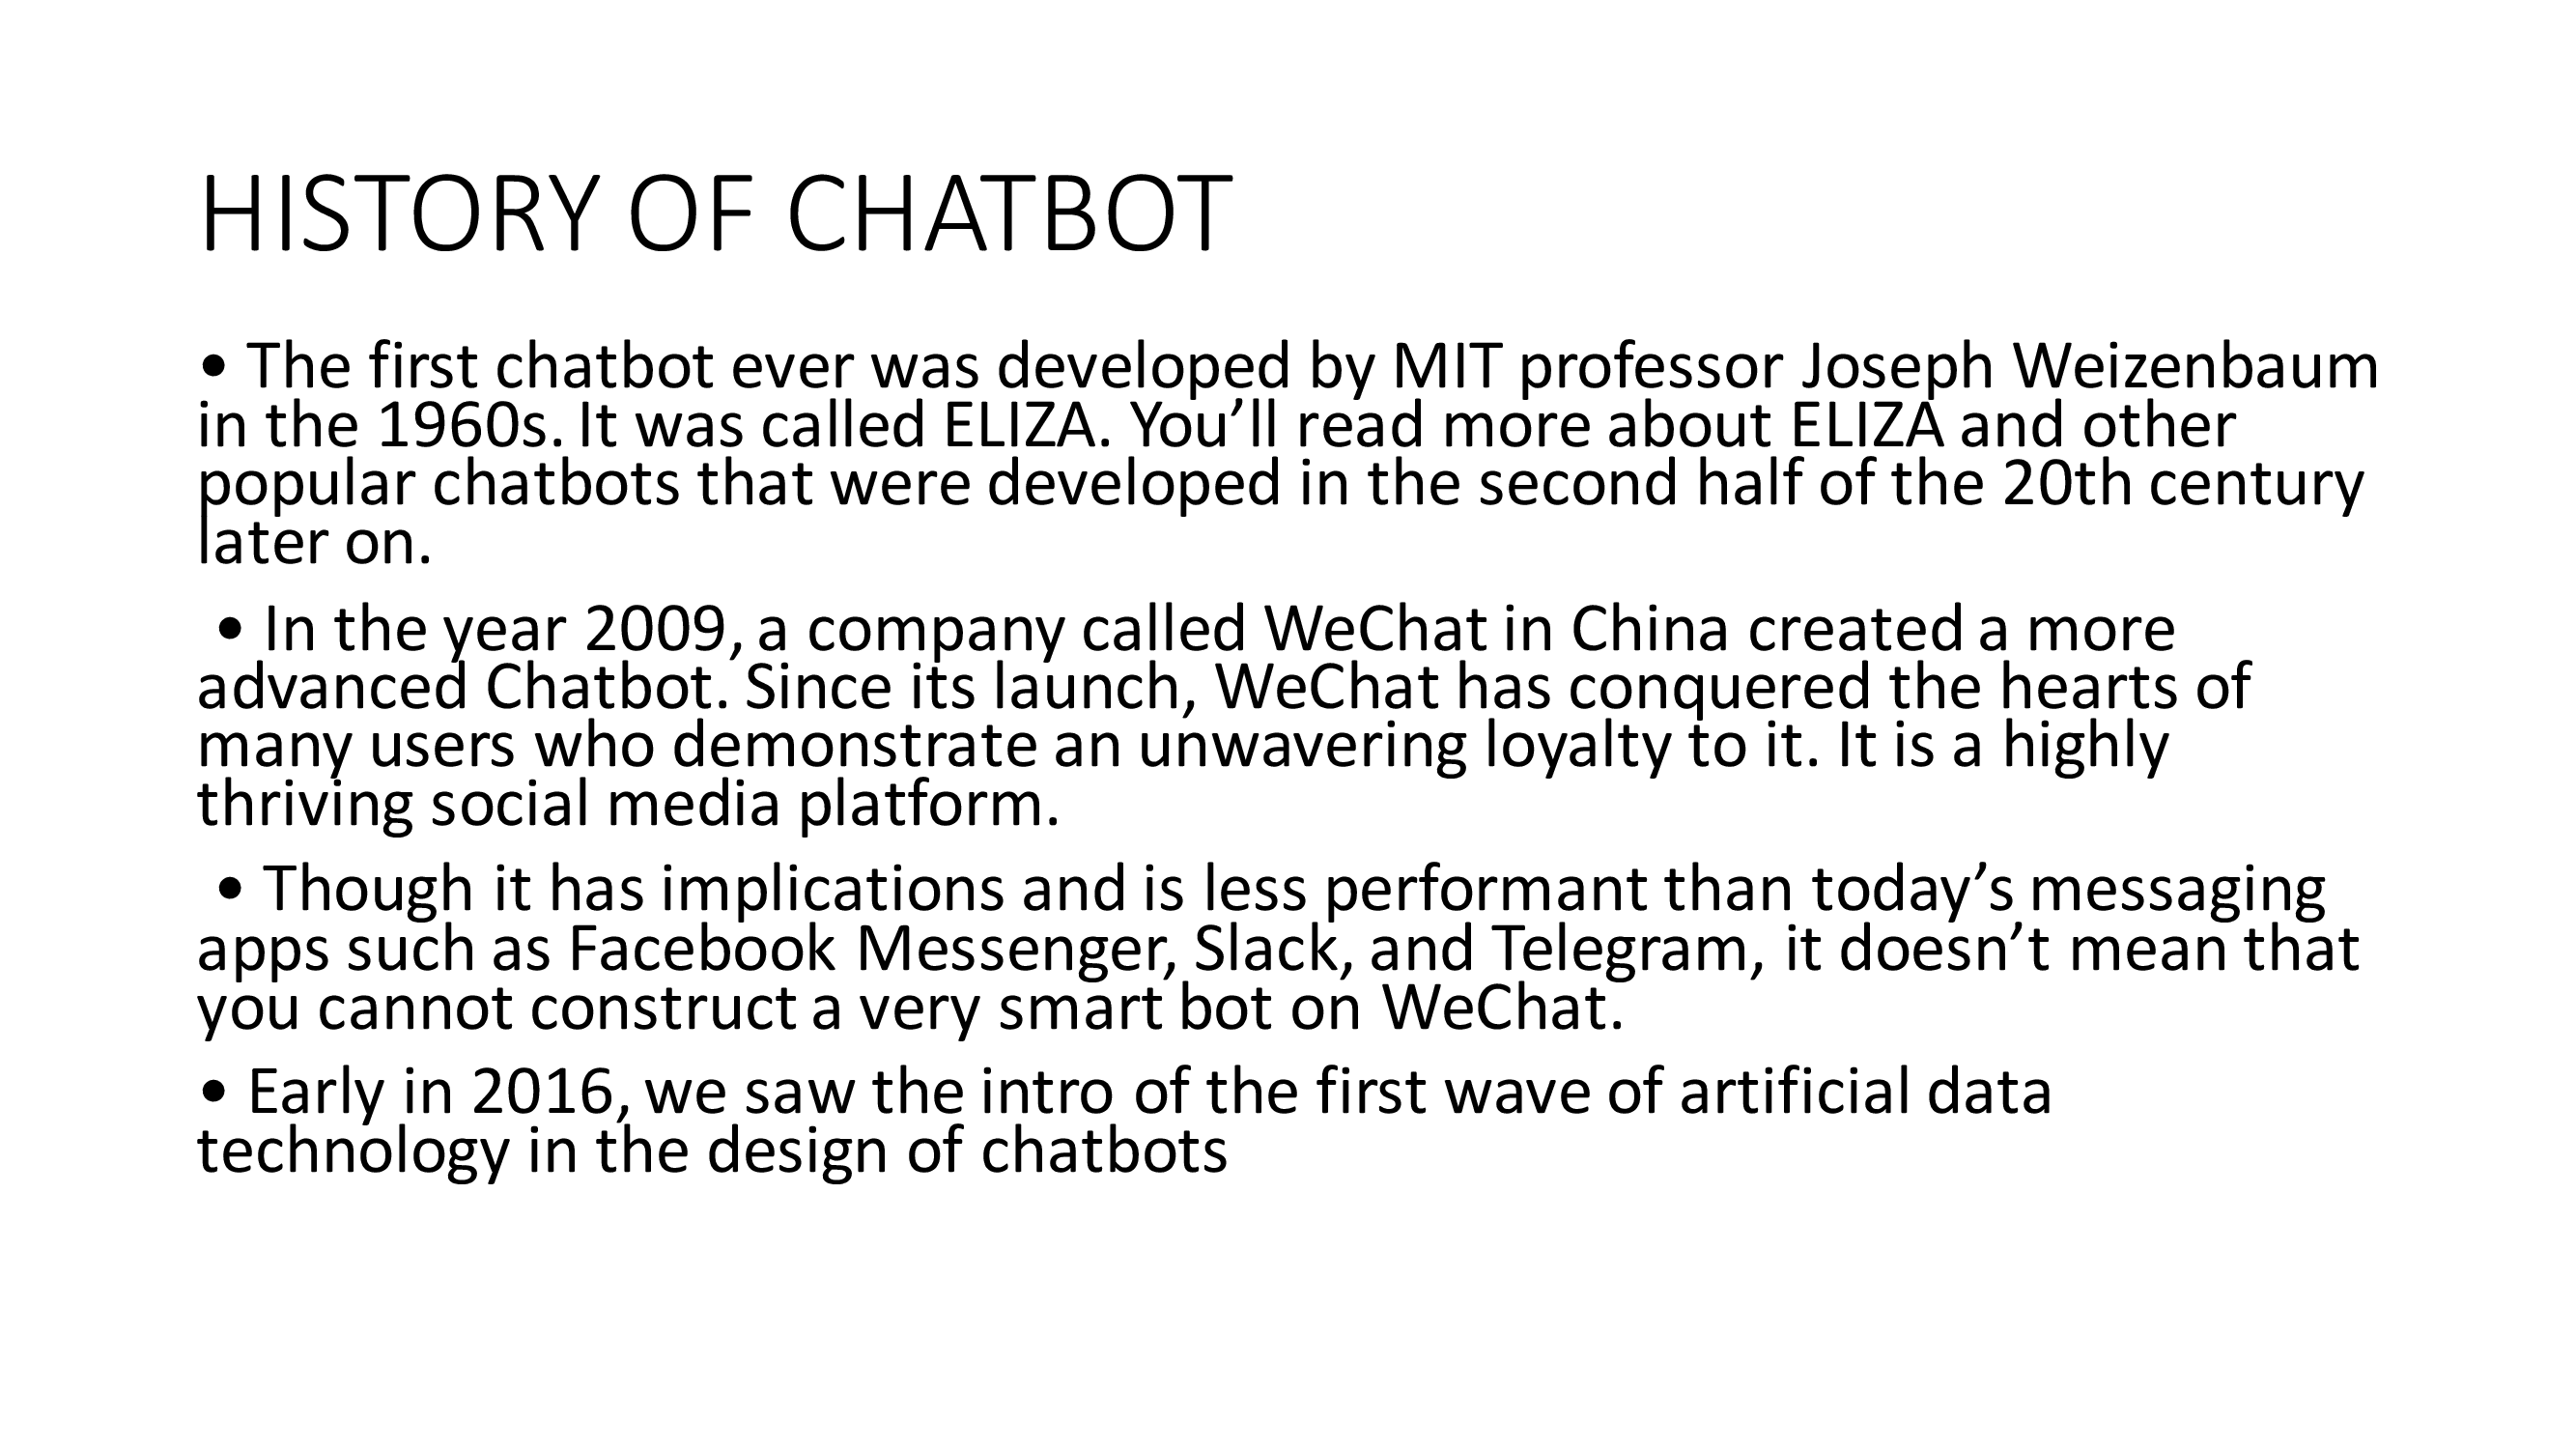 HISTORY OF CHATBOT
• The first chatbot ever was developed by MIT professor Joseph Weizenbaum
in the 1960s. It was called ELIZA. You’ll read more about ELIZA and other
popular chatbots that were developed in the second half of the 20th century
later on.
• In the year 2009, a company called WeChat in China created a more
advanced Chatbot. Since its launch, WeChat has conquered the hearts of
many users who demonstrate an unwavering loyalty to it. It is a highly
thriving social media platform.
• Though it has implications and is less performant than today’s messaging
apps such as Facebook Messenger, Slack, and Telegram, it doesn’t mean that
you cannot construct a very smart bot on WeChat.
• Early in 2016, we saw the intro of the first wave of artificial data
technology in the design of chatbots